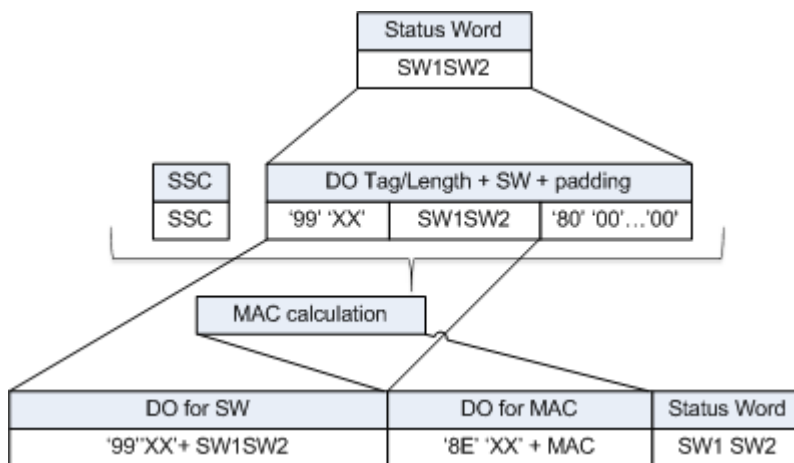 Status Word
SW1SW2
SSC
DO Tag/Length + SW + padding
SSC
‘99’ ‘XX’
SW1SW2
‘80’ ‘00’...’00’
MAC calculation
DO for SW
DO for MAC
Status Word
‘99’’XX’+ SW1SW2
‘8E’ ‘XX’ + MAC
SW1 SW2